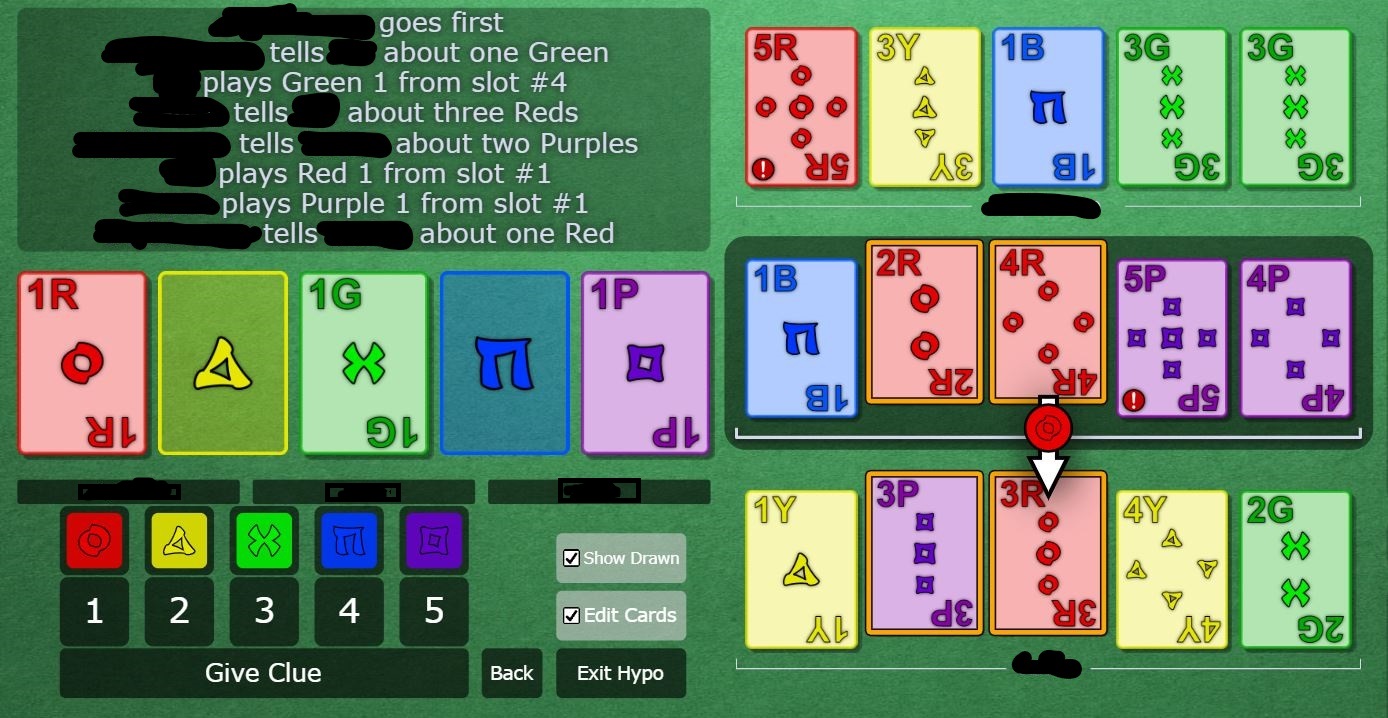 goes first
tells about one Green
plays Green 1 from slot #4
tells about three Reds
tells about two Purples
plays Red 1 from slot #1
plays Purple 1 from slot #1
tells about one Red
1R 1G 1P
1R 1G 1P
1 2 3 4 5
Give Clue
Back
Show Drawn
Edit Cards
Exit Hypo
5R 3Y 1B 3G 3G
! 5R 3Y 1B 3G 3G
1B 2R 4R 5P 4P
1B 2R 4R ! 5P 4P
1Y 3P 3R 4Y 2G
1Y 3P 3R 4Y 2G